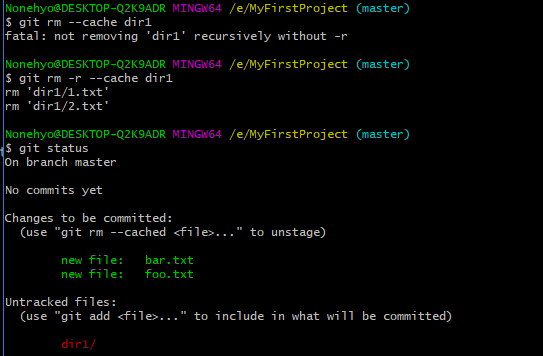 Nonehyo@DESKTOP-Q2K9ADR MINGW64 /e/MyFirstProject (master)
$ git rm --cache dir1
fatal: not removing 'dir1' recursively without -r
Nonehyo@DESKTOP-Q2K9ADR MINGW64 /e/MyFirstProject (master)
$ git rm -r --cache dir1
rm 'dir1/1.txt'
rm 'dir1/2.txt'
Nonehyo@DESKTOP-Q2K9ADR MINGW64 /e/MyFirstProject (master)
$ git status
On branch master
No commits yet
Changes to be committed:
  (use "git rm --cached <file>..." to unstage)
        new file:   bar.txt
        new file:   foo.txt
Untracked files:
  (use "git add <file>..." to include in what will be committed)
        dir1/